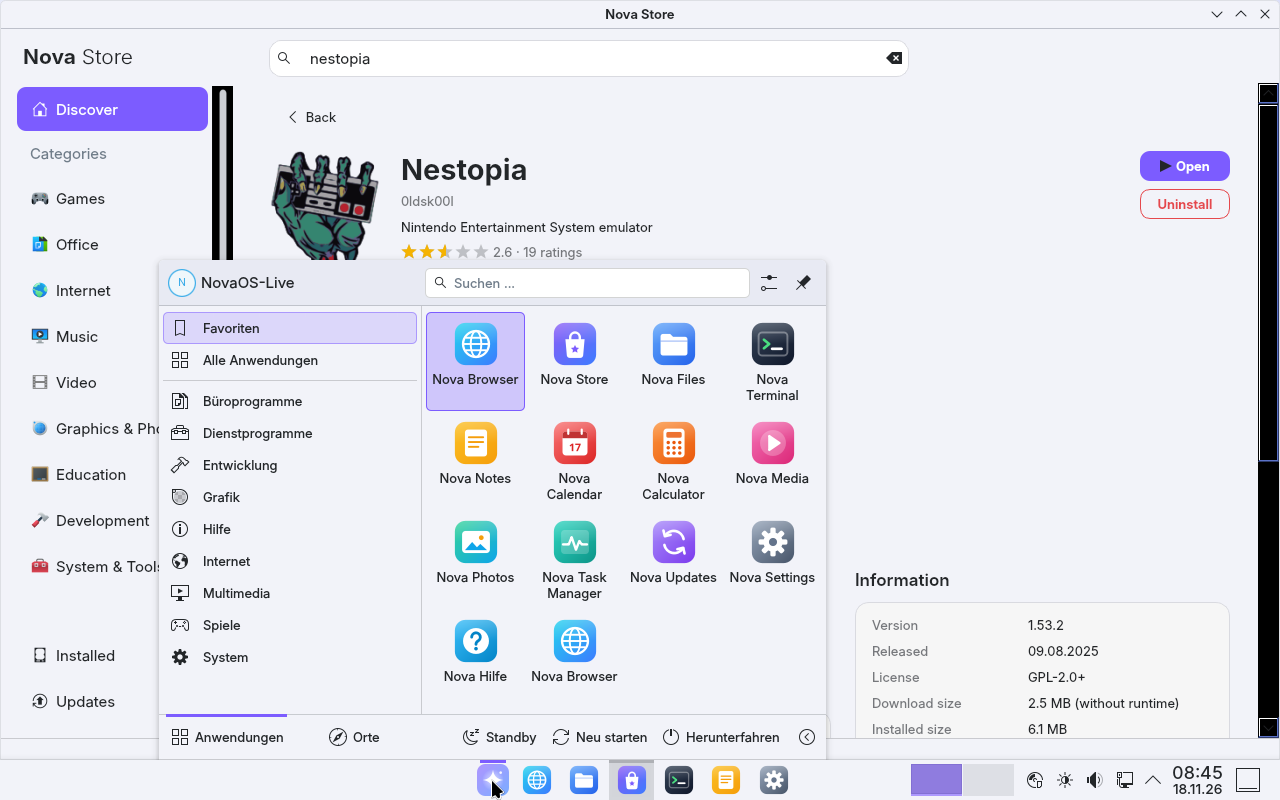 Nova Store
Nova Store
nestopia
Discover
Back
Categories
Nestopia
Open
0ldsk00l
Games
Uninstall
Nintendo Entertainment System emulator
Office
2.6 · 19 ratings
Internet
Music
Video
Graphics & Pho
Education
Development
System & Tools
Installed
Updates
N
NovaOS-Live
Suchen ...
Favoriten
Alle Anwendungen
Büroprogramme
Dienstprogramme
Entwicklung
Grafik
Hilfe
Internet
Multimedia
Spiele
System
Nova Browser
Nova Store
Nova Files
Nova Terminal
Nova Notes
17
Nova Calendar
Nova Calculator
Nova Media
Nova Photos
Nova Task Manager
Nova Updates
Nova Settings
Nova Hilfe
Nova Browser
Information
Version 1.53.2
Released 09.08.2025
License GPL-2.0+
Download size 2.5 MB (without runtime)
Installed size 6.1 MB
Anwendungen
Orte
Standby
Neu starten
Herunterfahren
08:45
18.11.26